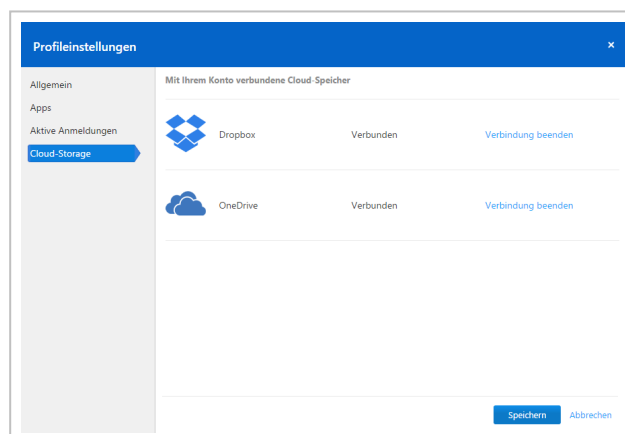 Profileinstellungen
×
Allgemein
Apps
Aktive Anmeldungen
Cloud-Storage
Mit Ihrem Konto verbundene Cloud-Speicher
Dropbox Verbunden Verbindung beenden
OneDrive Verbunden Verbindung beenden
Speichern Abbrechen